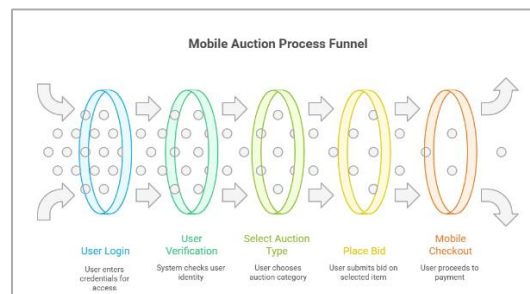 Mobile Auction Process Funnel
User Login
User enters
credentials for
access
User
Verification
System checks user
identity
Select Auction
Type
User chooses
auction category
Place Bid
User submits bid on
selected item
Mobile
Checkout
User proceeds to
payment